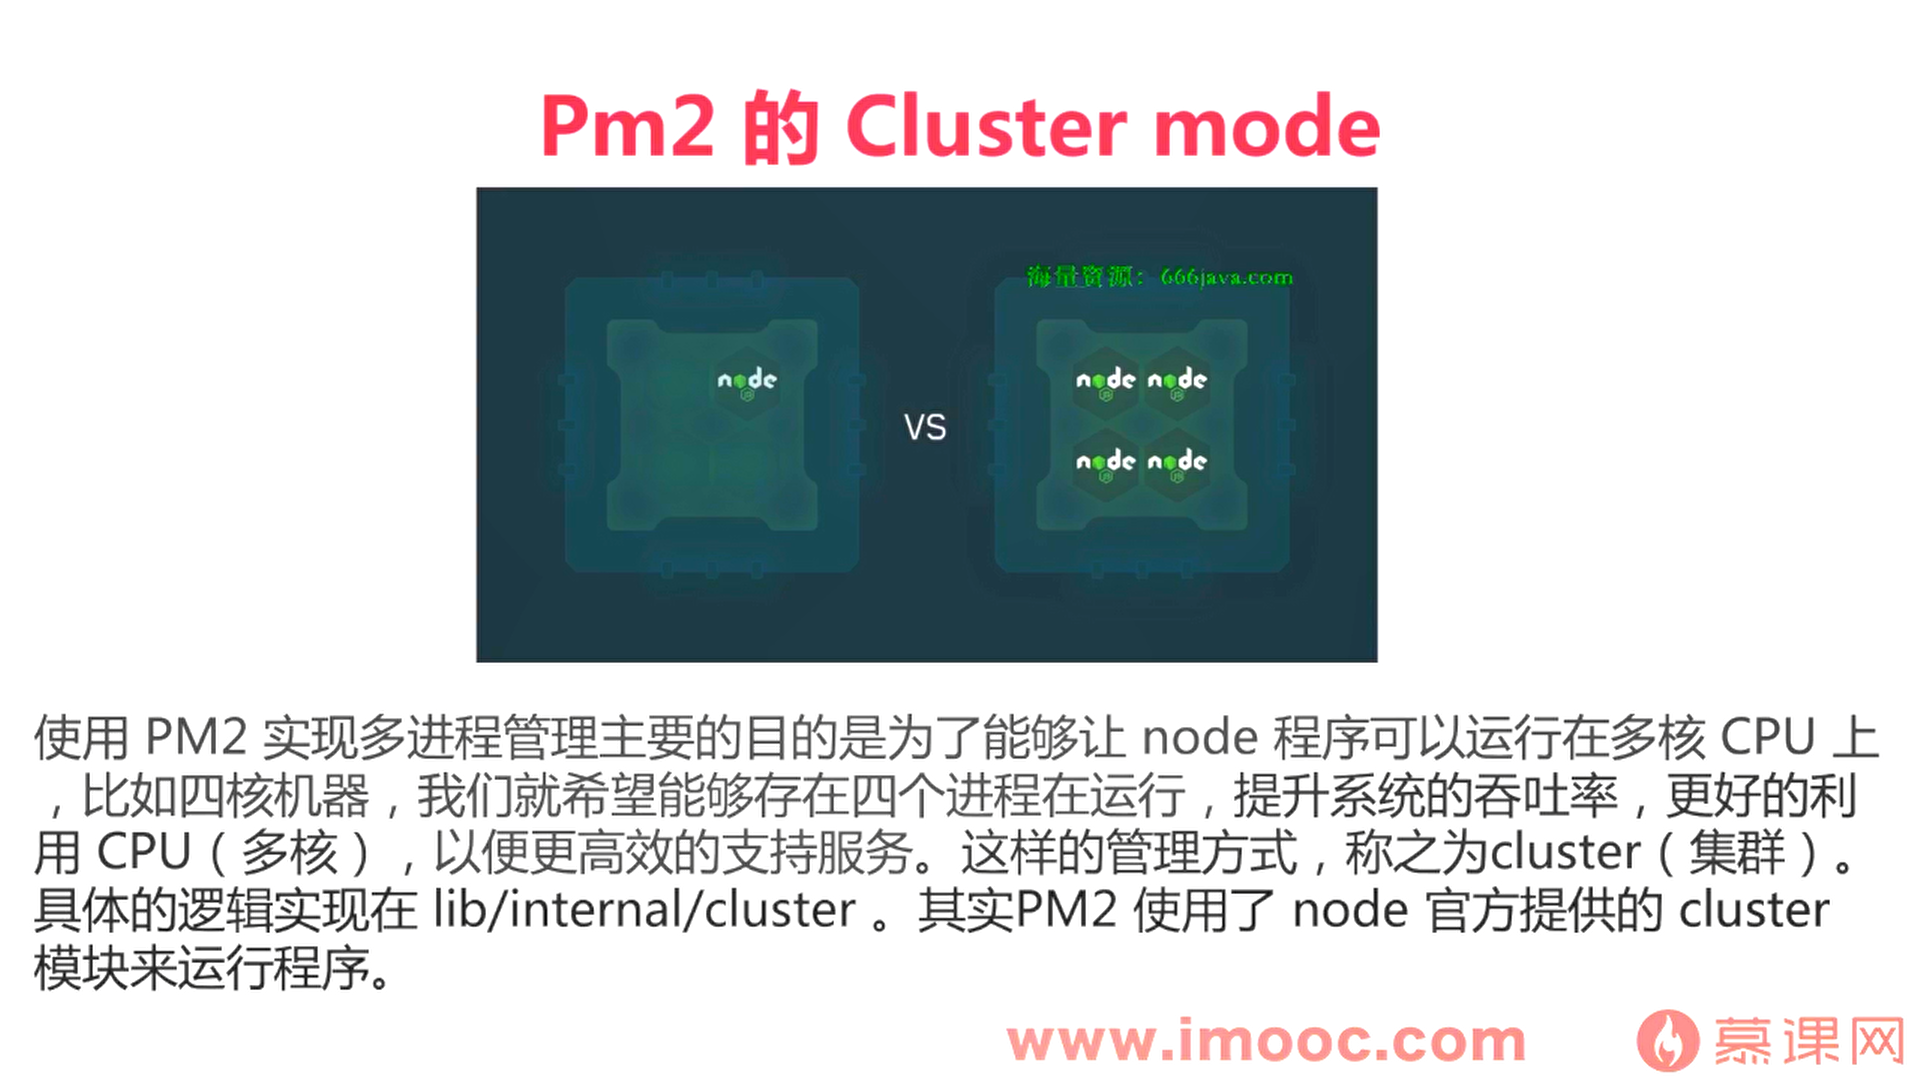 Pm2 的 Cluster mode
海量资源：666java.com
node
node node
VS
node node
使用 PM2 实现多进程管理主要的目的是为了能够让 node 程序可以运行在多核 CPU 上
，比如四核机器，我们就希望能够存在四个进程在运行，提升系统的吞吐率，更好的利
用 CPU（多核），以便更高效的支持服务。这样的管理方式，称之为cluster（集群）。
具体的逻辑实现在 lib/internal/cluster 。其实PM2 使用了 node 官方提供的 cluster
模块来运行程序。
www.imooc.com
慕课网